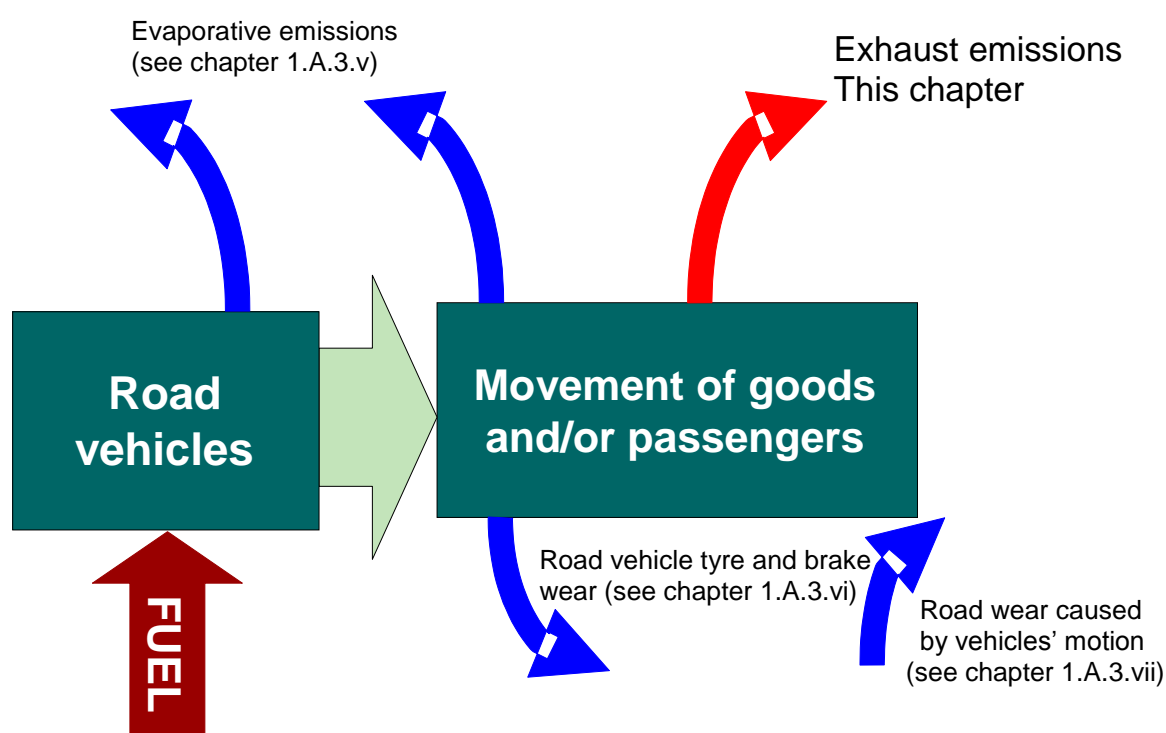 Evaporative emissions
(see chapter 1.A.3.v)
Exhaust emissions
This chapter
Road
vehicles
Movement of goods
and/or passengers
FUEL
Road vehicle tyre and brake
wear (see chapter 1.A.3.vi)
Road wear caused
by vehicles’ motion
(see chapter 1.A.3.vii)